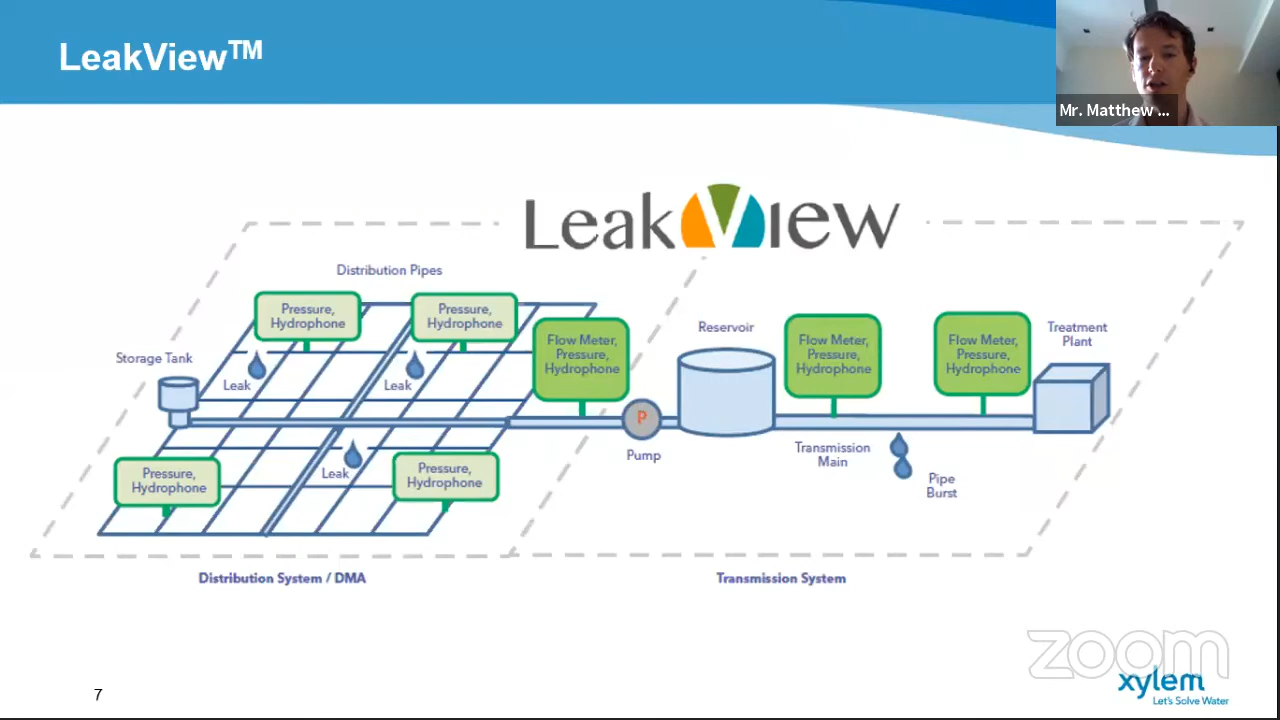 LeakView™
Mr. Matthew ...
LeakView
Distribution Pipes
Pressure,
Hydrophone
Pressure,
Hydrophone
Flow Meter,
Pressure,
Hydrophone
Reservoir
Flow Meter,
Pressure,
Hydrophone
Flow Meter,
Pressure,
Hydrophone
Treatment
Plant
Storage Tank
Leak
Leak
P
Pump
Transmission
Main
Pipe
Burst
Pressure,
Hydrophone
Leak
Pressure,
Hydrophone
Distribution System / DMA
Transmission System
zoom
xylem
Let's Solve Water
7